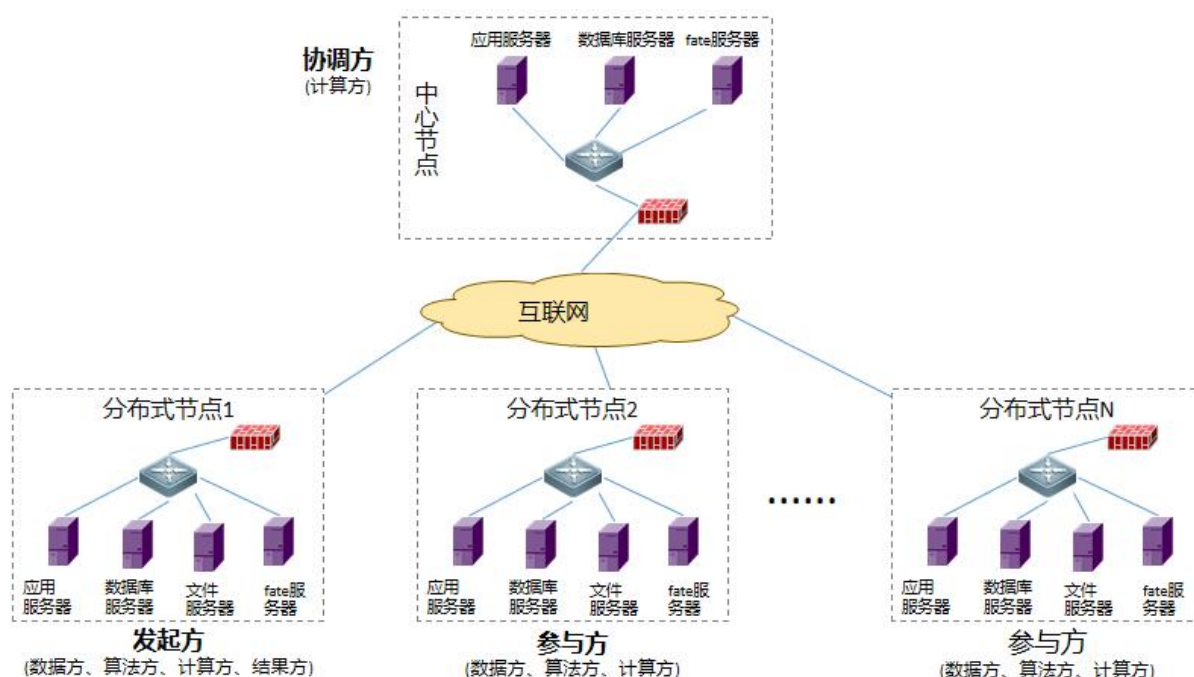 应用服务器 数据库服务器 fate服务器
协调方
(计算方)
中心节点
互联网
分布式节点1
分布式节点2
分布式节点N
......
应用
服务器
数据库
服务器
文件
服务器
fate服
务器
应用
服务器
数据库
服务器
文件
服务器
fate服
务器
应用
服务器
数据库
服务器
文件
服务器
fate服
务器
发起方
(数据方、算法方、计算方、结果方)
参与方
(数据方、算法方、计算方)
参与方
(数据方、算法方、计算方)